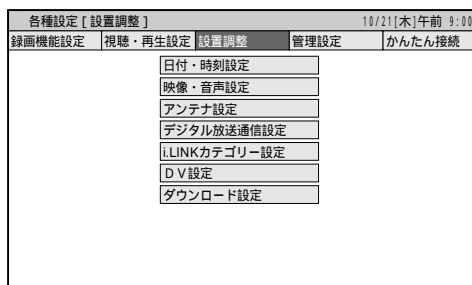 各種設定 [ 設置調整 ] 10/21[木]午前 9:00
録画機能設定 視聴・再生設定 設置調整 管理設定 かんたん接続
日付・時刻設定
映像・音声設定
アンテナ設定
デジタル放送通信設定
i.LINKカテゴリー設定
ＤＶ設定
ダウンロード設定